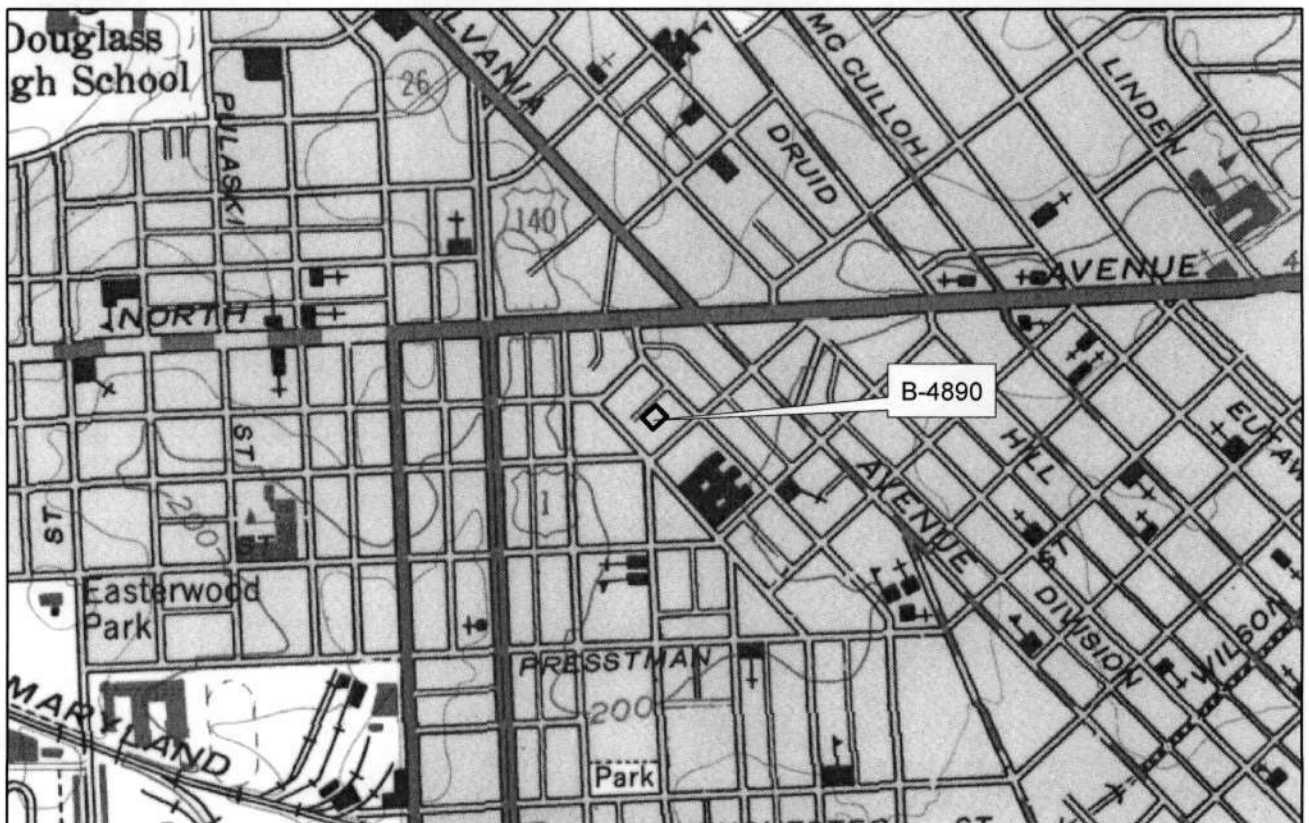 Douglass
gh School
PULASKI
26
LVANIA
MC CULLOH
LINDEN
DRUID
140
NORTH
AVENUE
B-4890
ST
EUTAW
HILL
AVENUE
200
1
ST
ST
Easterwood
Park
DIVISION
WILSON
PRESSTMAN
200
MARYLAND
Park
ST